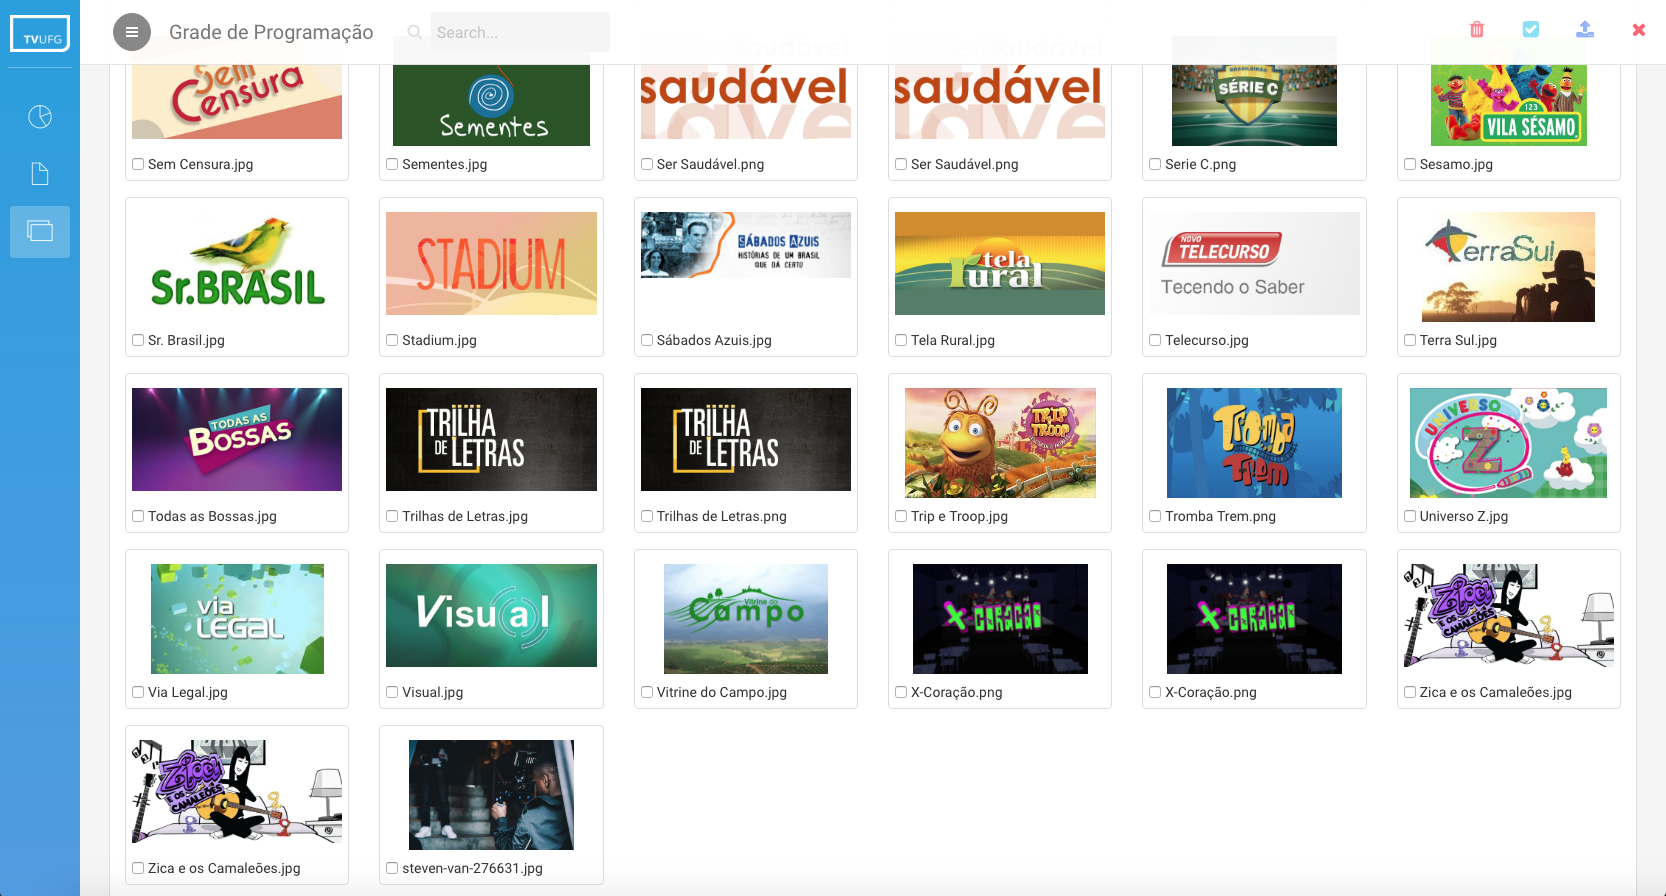 TVUFG
Grade de Programação
Search...
Sem
Censura
Sementes
Ser saudável
saudável
Ser saudável
saudável
BRASILEIRÃO
SÉRIE C
123
VILA SÉSAMO
Sem Censura.jpg
Sementes.jpg
Ser Saudável.png
Ser Saudável.png
Serie C.png
Sesamo.jpg
Sr.BRASIL
STADIUM
SÁBADOS AZUIS
HISTÓRIAS DE UM BRASIL
QUE DÁ CERTO
tela
rural
NOVO
TELECURSO
Tecendo o Saber
TerraSul
Sr. Brasil.jpg
Stadium.jpg
Sábados Azuis.jpg
Tela Rural.jpg
Telecurso.jpg
Terra Sul.jpg
TODAS AS
BOSSAS
TRILHA
DE LETRAS
TRILHA
DE LETRAS
TRIP
TROOP
TROMBA
TREM
UNIVERSO
Z
Todas as Bossas.jpg
Trilhas de Letras.jpg
Trilhas de Letras.png
Trip e Troop.jpg
Tromba Trem.png
Universo Z.jpg
via
LEGAL
Visual
Vitrine do
Campo
X-CORAÇÃO
X-CORAÇÃO
Zica
E OS
CAMALEÕES
Via Legal.jpg
Visual.jpg
Vitrine do Campo.jpg
X-Coração.png
X-Coração.png
Zica e os Camaleões.jpg
Zica
E OS
CAMALEÕES
Zica e os Camaleões.jpg
steven-van-276631.jpg